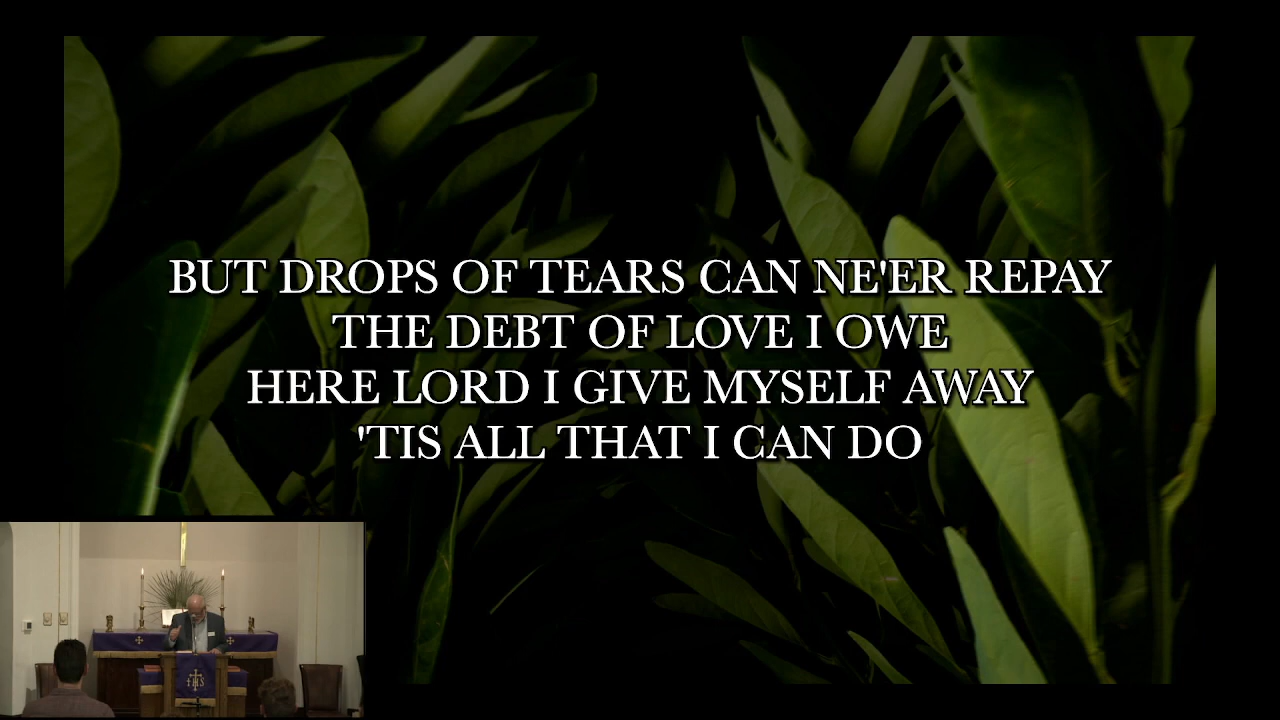 BUT DROPS OF TEARS CAN NE'ER REPAY
THE DEBT OF LOVE I OWE
HERE LORD I GIVE MYSELF AWAY
'TIS ALL THAT I CAN DO
IHS